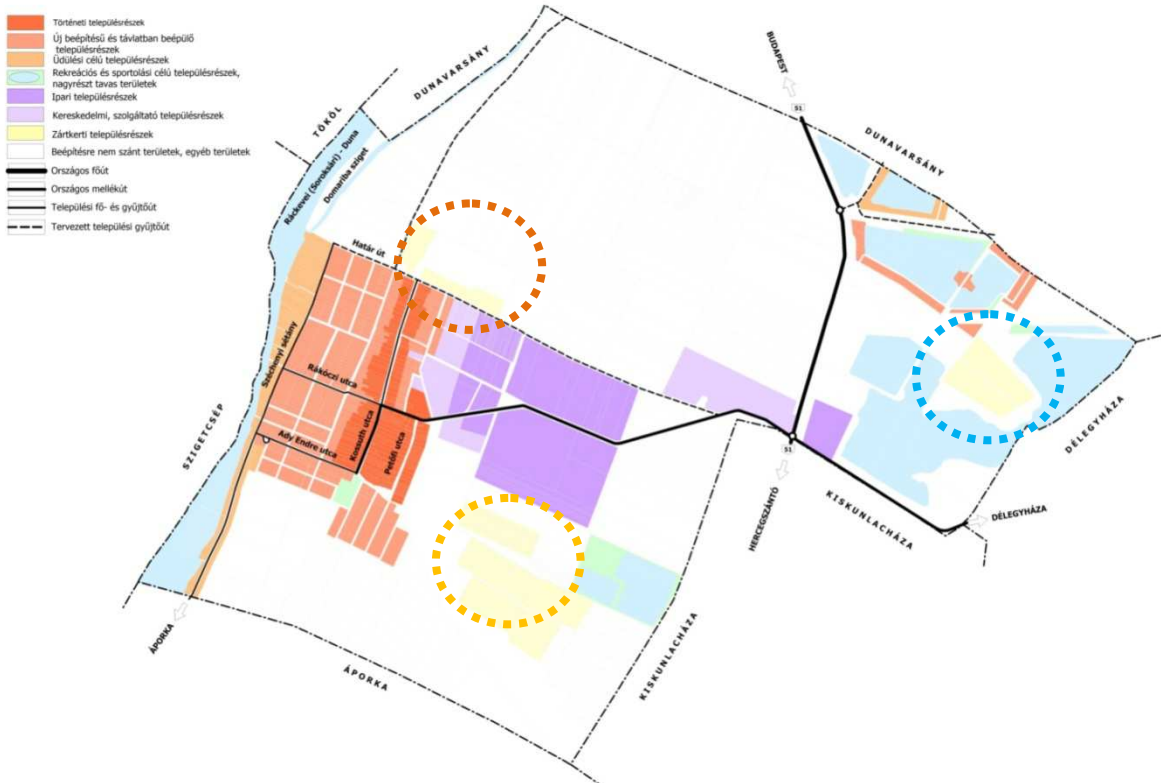 Történeti településrészek
Új beépítésű és távlatban beépülő
településrészek
Üdülési célú településrészek
Rekreációs és sportolási célú településrészek,
nagyrészt tavas területek
Ipari településrészek
Kereskedelmi, szolgáltató településrészek
Zártkerti településrészek
Beépítésre nem szánt területek, egyéb területek
Országos főút
Országos mellékút
Települési fő- és gyűjtőút
Tervezett települési gyűjtőút
TÖKÖL
DUNAVARSÁNY
BUDAPEST
51
DUNAVARSÁNY
Ráckevei (Soroksári) - Duna
Domariba sziget
Határ út
Széchenyi sétány
Rákóczi utca
Ady Endre utca
Kossuth utca
Petőfi utca
SZIGETCSÉP
51
HERCEGSZÁNTÓ
KISKUNLACHÁZA
DÉLEGYHÁZA
DÉLEGYHÁZA
KISKUNLACHÁZA
ÁPORKA
ÁPORKA